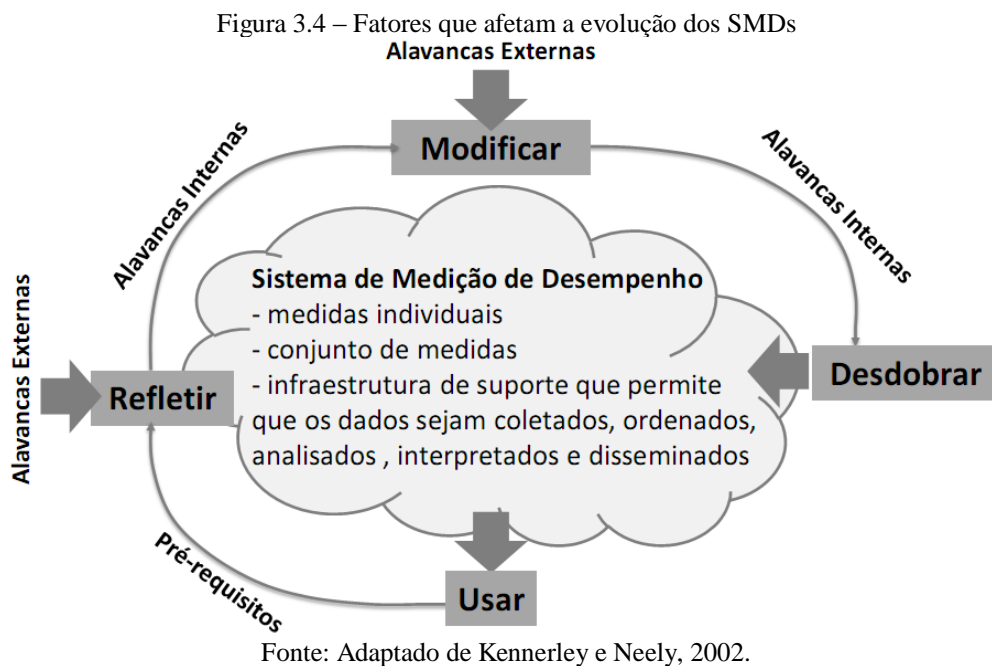 Figura 3.4 – Fatores que afetam a evolução dos SMDs
Alavancas Externas
Modificar
Alavancas Internas
Alavancas Internas
Sistema de Medição de Desempenho
- medidas individuais
- conjunto de medidas
- infraestrutura de suporte que permite
que os dados sejam coletados, ordenados,
analisados , interpretados e disseminados
Desdobrar
Alavancas Externas
Refletir
Pré-requisitos
Usar
Fonte: Adaptado de Kennerley e Neely, 2002.